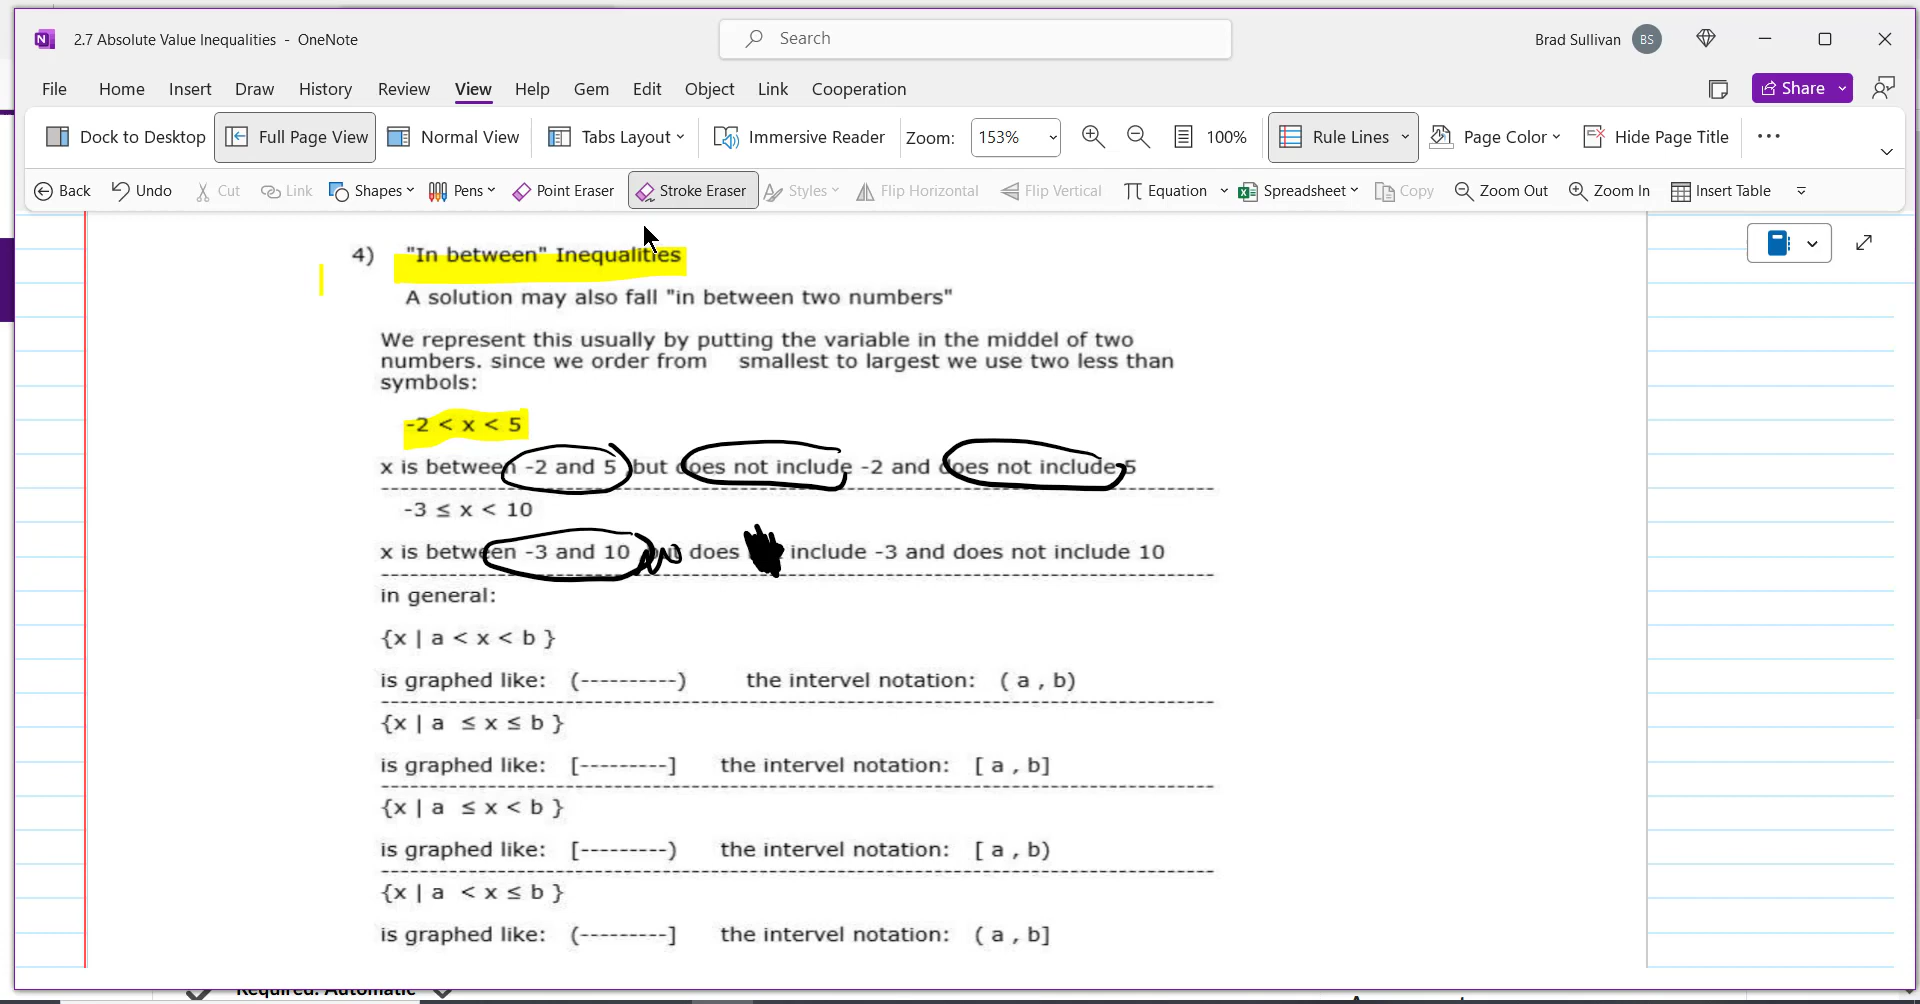 2.7 Absolute Value Inequalities - OneNote
Search
Brad Sullivan BS
File Home Insert Draw History Review View Help Gem Edit Object Link Cooperation
Share
Dock to Desktop Full Page View Normal View Tabs Layout Immersive Reader Zoom: 153% 100% Rule Lines Page Color Hide Page Title
Back Undo Cut Link Shapes Pens Point Eraser Stroke Eraser Styles Flip Horizontal Flip Vertical Equation Spreadsheet Copy Zoom Out Zoom In Insert Table
4) "In between" Inequalities
A solution may also fall "in between two numbers"
We represent this usually by putting the variable in the middel of two
numbers. since we order from smallest to largest we use two less than
symbols:
-2 < x < 5
x is between -2 and 5 but does not include -2 and does not include 5
-3 ≤ x < 10
x is between -3 and 10 does include -3 and does not include 10
in general:
{x | a < x < b }
is graphed like: (----------) the intervel notation: ( a , b)
{x | a ≤ x ≤ b }
is graphed like: [---------] the intervel notation: [ a , b]
{x | a ≤ x < b }
is graphed like: [---------) the intervel notation: [ a , b)
{x | a < x ≤ b }
is graphed like: (---------] the intervel notation: ( a , b]
Required: Automatic